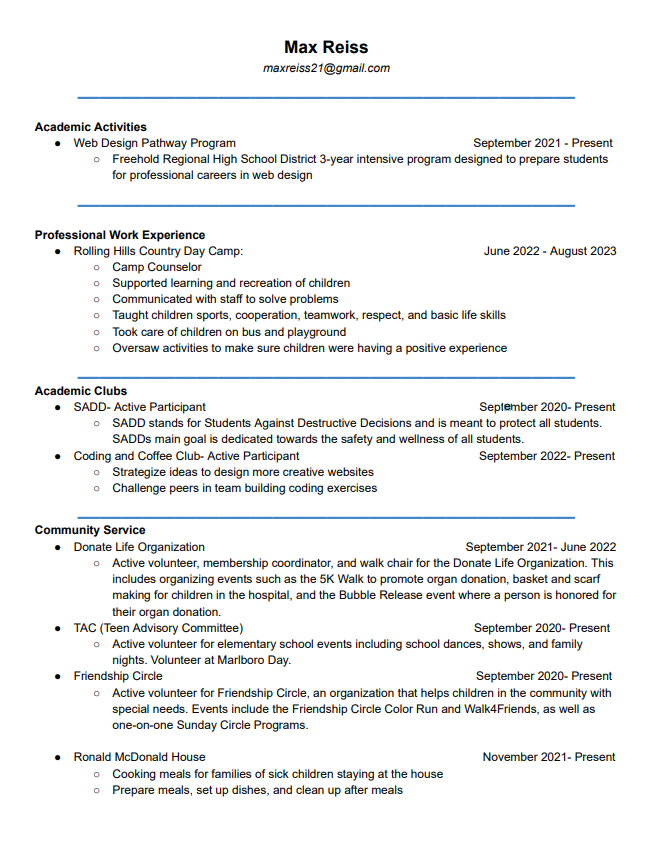 Max Reiss
maxreiss21@gmail.com
Academic Activities
● Web Design Pathway Program September 2021 - Present
○ Freehold Regional High School District 3-year intensive program designed to prepare students
for professional careers in web design
Professional Work Experience
● Rolling Hills Country Day Camp: June 2022 - August 2023
○ Camp Counselor
○ Supported learning and recreation of children
○ Communicated with staff to solve problems
○ Taught children sports, cooperation, teamwork, respect, and basic life skills
○ Took care of children on bus and playground
○ Oversaw activities to make sure children were having a positive experience
Academic Clubs
● SADD- Active Participant September 2020- Present
○ SADD stands for Students Against Destructive Decisions and is meant to protect all students.
SADDs main goal is dedicated towards the safety and wellness of all students.
● Coding and Coffee Club- Active Participant September 2022- Present
○ Strategize ideas to design more creative websites
○ Challenge peers in team building coding exercises
Community Service
● Donate Life Organization September 2021- June 2022
○ Active volunteer, membership coordinator, and walk chair for the Donate Life Organization. This
includes organizing events such as the 5K Walk to promote organ donation, basket and scarf
making for children in the hospital, and the Bubble Release event where a person is honored for
their organ donation.
● TAC (Teen Advisory Committee) September 2020- Present
○ Active volunteer for elementary school events including school dances, shows, and family
nights. Volunteer at Marlboro Day.
● Friendship Circle September 2020- Present
○ Active volunteer for Friendship Circle, an organization that helps children in the community with
special needs. Events include the Friendship Circle Color Run and Walk4Friends, as well as
one-on-one Sunday Circle Programs.
● Ronald McDonald House November 2021- Present
○ Cooking meals for families of sick children staying at the house
○ Prepare meals, set up dishes, and clean up after meals